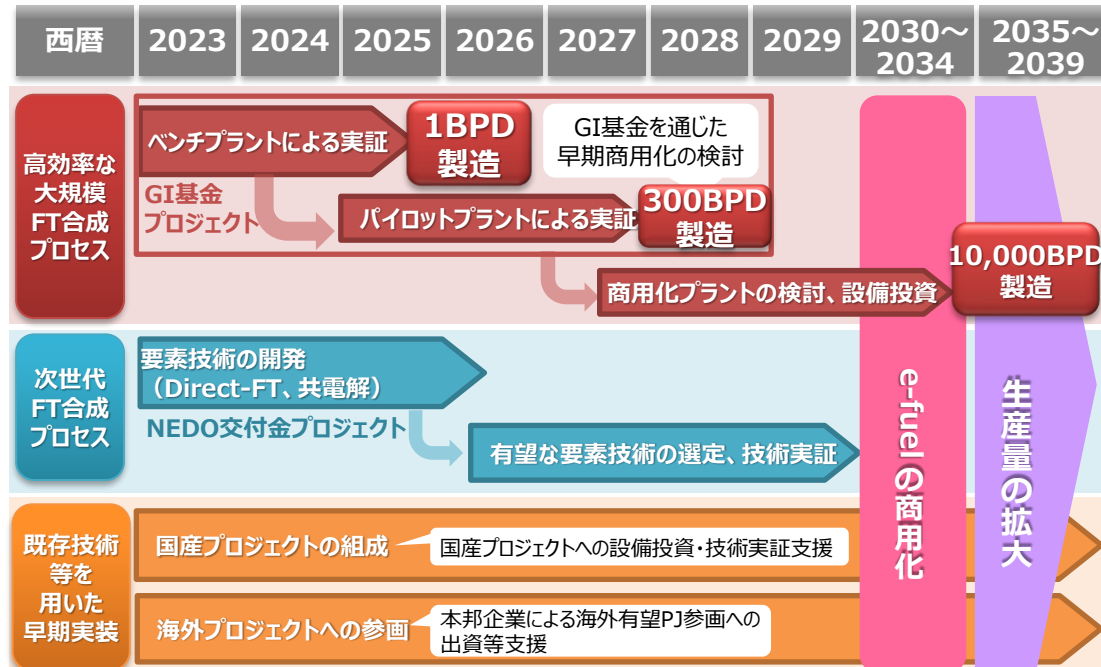 西暦
2023
2024
2025
2026
2027
2028
2029
2030～
2034
2035～
2039
高効率な
大規模
FT合成
プロセス
ベンチプラントによる実証
1BPD
製造
GI基金を通じた
早期商用化の検討
GI基金
プロジェクト
パイロットプラントによる実証
300BPD
製造
商用化プラントの検討、設備投資
10,000BPD
製造
次世代
FT合成
プロセス
要素技術の開発
（Direct-FT、共電解）
NEDO交付金プロジェクト
有望な要素技術の選定、技術実証
既存技術
等を
用いた
早期実装
国産プロジェクトの組成
国産プロジェクトへの設備投資・技術実証支援
海外プロジェクトへの参画
本邦企業による海外有望PJ参画への
出資等支援
e-fuelの商用化
生産量の拡大